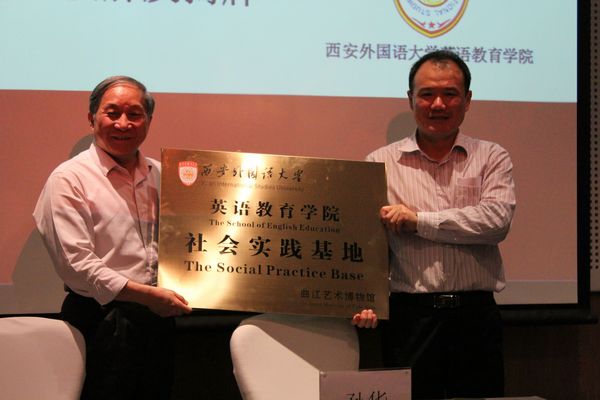 西安外国语大学英语教育学院
西安外国语大学
Xi'an International Studies University
英语教育学院
The School of English Education
社会实践基地
The Social Practice Base
曲江艺术博物馆
孙华